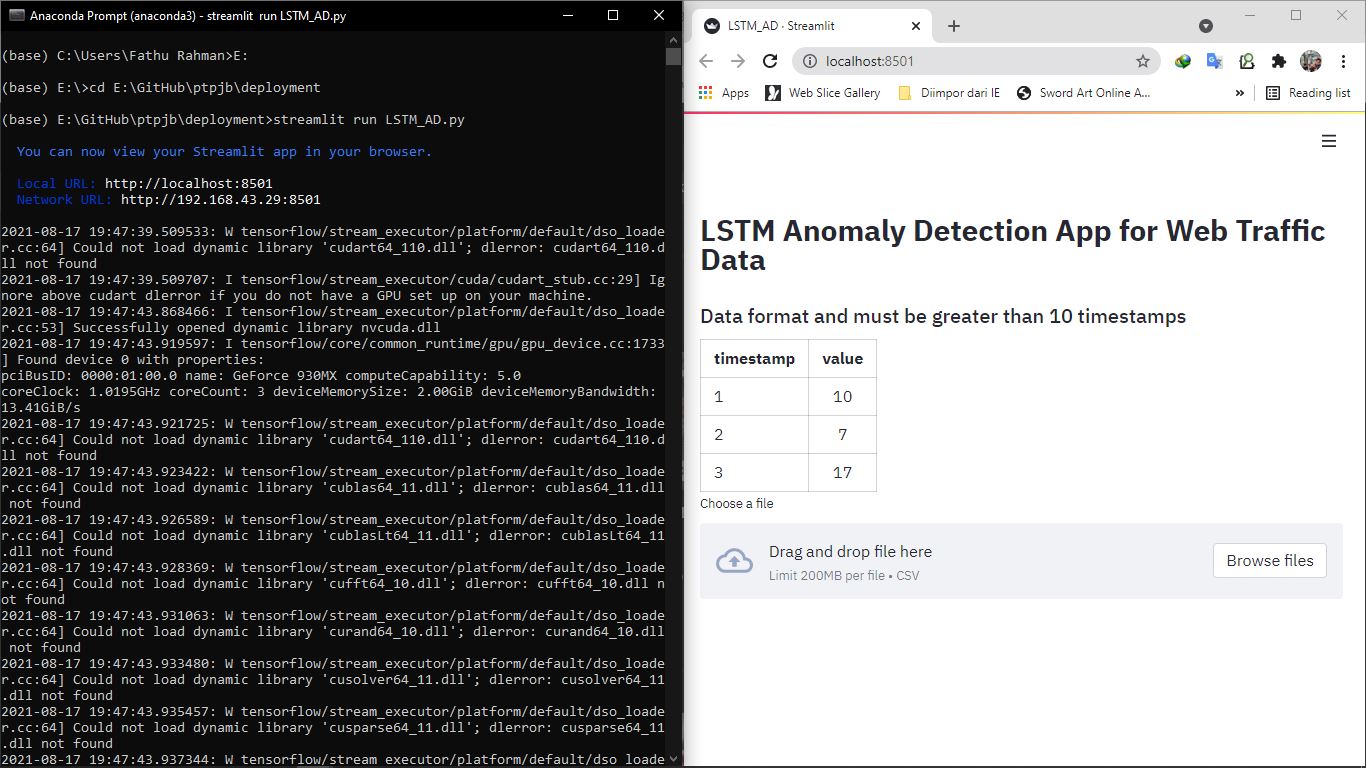 Anaconda Prompt (anaconda3) - streamlit  run LSTM_AD.py
(base) C:\Users\Fathu Rahman>E:
(base) E:\>cd E:\GitHub\ptpjb\deployment
(base) E:\GitHub\ptpjb\deployment>streamlit run LSTM_AD.py
You can now view your Streamlit app in your browser.
Local URL: http://localhost:8501
Network URL: http://192.168.43.29:8501
2021-08-17 19:47:39.509533: W tensorflow/stream_executor/platform/default/dso_loade
r.cc:64] Could not load dynamic library 'cudart64_110.dll'; dlerror: cudart64_110.d
ll not found
2021-08-17 19:47:39.509707: I tensorflow/stream_executor/cuda/cudart_stub.cc:29] Ig
nore above cudart dlerror if you do not have a GPU set up on your machine.
2021-08-17 19:47:43.868466: I tensorflow/stream_executor/platform/default/dso_loade
r.cc:53] Successfully opened dynamic library nvcuda.dll
2021-08-17 19:47:43.919597: I tensorflow/core/common_runtime/gpu/gpu_device.cc:1733
] Found device 0 with properties:
pciBusID: 0000:01:00.0 name: GeForce 930MX computeCapability: 5.0
coreClock: 1.0195GHz coreCount: 3 deviceMemorySize: 2.00GiB deviceMemoryBandwidth:
13.41GiB/s
2021-08-17 19:47:43.921725: W tensorflow/stream_executor/platform/default/dso_loade
r.cc:64] Could not load dynamic library 'cudart64_110.dll'; dlerror: cudart64_110.d
ll not found
2021-08-17 19:47:43.923422: W tensorflow/stream_executor/platform/default/dso_loade
r.cc:64] Could not load dynamic library 'cublas64_11.dll'; dlerror: cublas64_11.dll
not found
2021-08-17 19:47:43.926589: W tensorflow/stream_executor/platform/default/dso_loade
r.cc:64] Could not load dynamic library 'cublasLt64_11.dll'; dlerror: cublasLt64_11
.dll not found
2021-08-17 19:47:43.928369: W tensorflow/stream_executor/platform/default/dso_loade
r.cc:64] Could not load dynamic library 'cufft64_10.dll'; dlerror: cufft64_10.dll n
ot found
2021-08-17 19:47:43.931063: W tensorflow/stream_executor/platform/default/dso_loade
r.cc:64] Could not load dynamic library 'curand64_10.dll'; dlerror: curand64_10.dll
not found
2021-08-17 19:47:43.933480: W tensorflow/stream_executor/platform/default/dso_loade
r.cc:64] Could not load dynamic library 'cusolver64_11.dll'; dlerror: cusolver64_11
.dll not found
2021-08-17 19:47:43.935457: W tensorflow/stream_executor/platform/default/dso_loade
r.cc:64] Could not load dynamic library 'cusparse64_11.dll'; dlerror: cusparse64_11
.dll not found
2021-08-17 19:47:43.937344: W tensorflow/stream_executor/platform/default/dso_loade
LSTM_AD · Streamlit
localhost:8501
Apps Web Slice Gallery Diimpor dari IE Sword Art Online A... » Reading list
LSTM Anomaly Detection App for Web Traffic
Data
Data format and must be greater than 10 timestamps
timestamp value
1 10
2 7
3 17
Choose a file
Drag and drop file here
Limit 200MB per file • CSV
Browse files